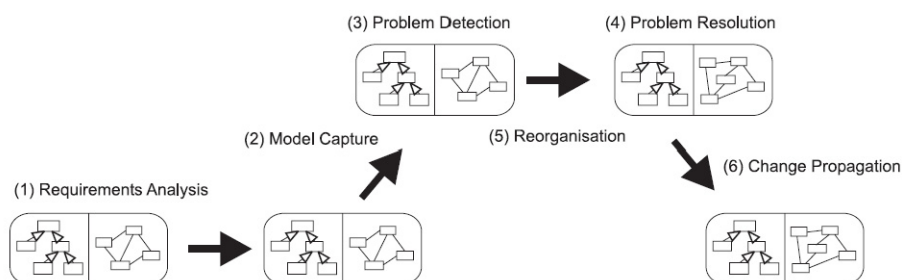 (3) Problem Detection
(4) Problem Resolution
(2) Model Capture
(5) Reorganisation
(6) Change Propagation
(1) Requirements Analysis